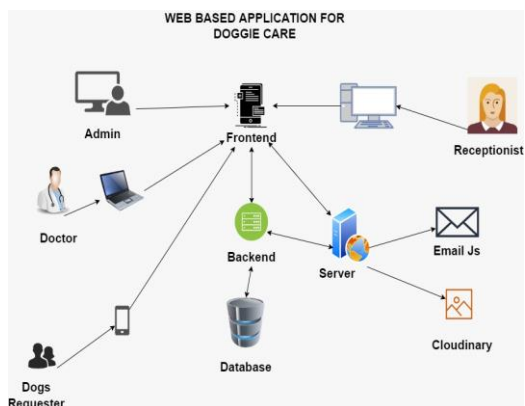 WEB BASED APPLICATION FOR
DOGGIE CARE
Admin
Frontend
Receptionist
Doctor
Backend
Server
Email Js
Database
Cloudinary
Dogs
Requester